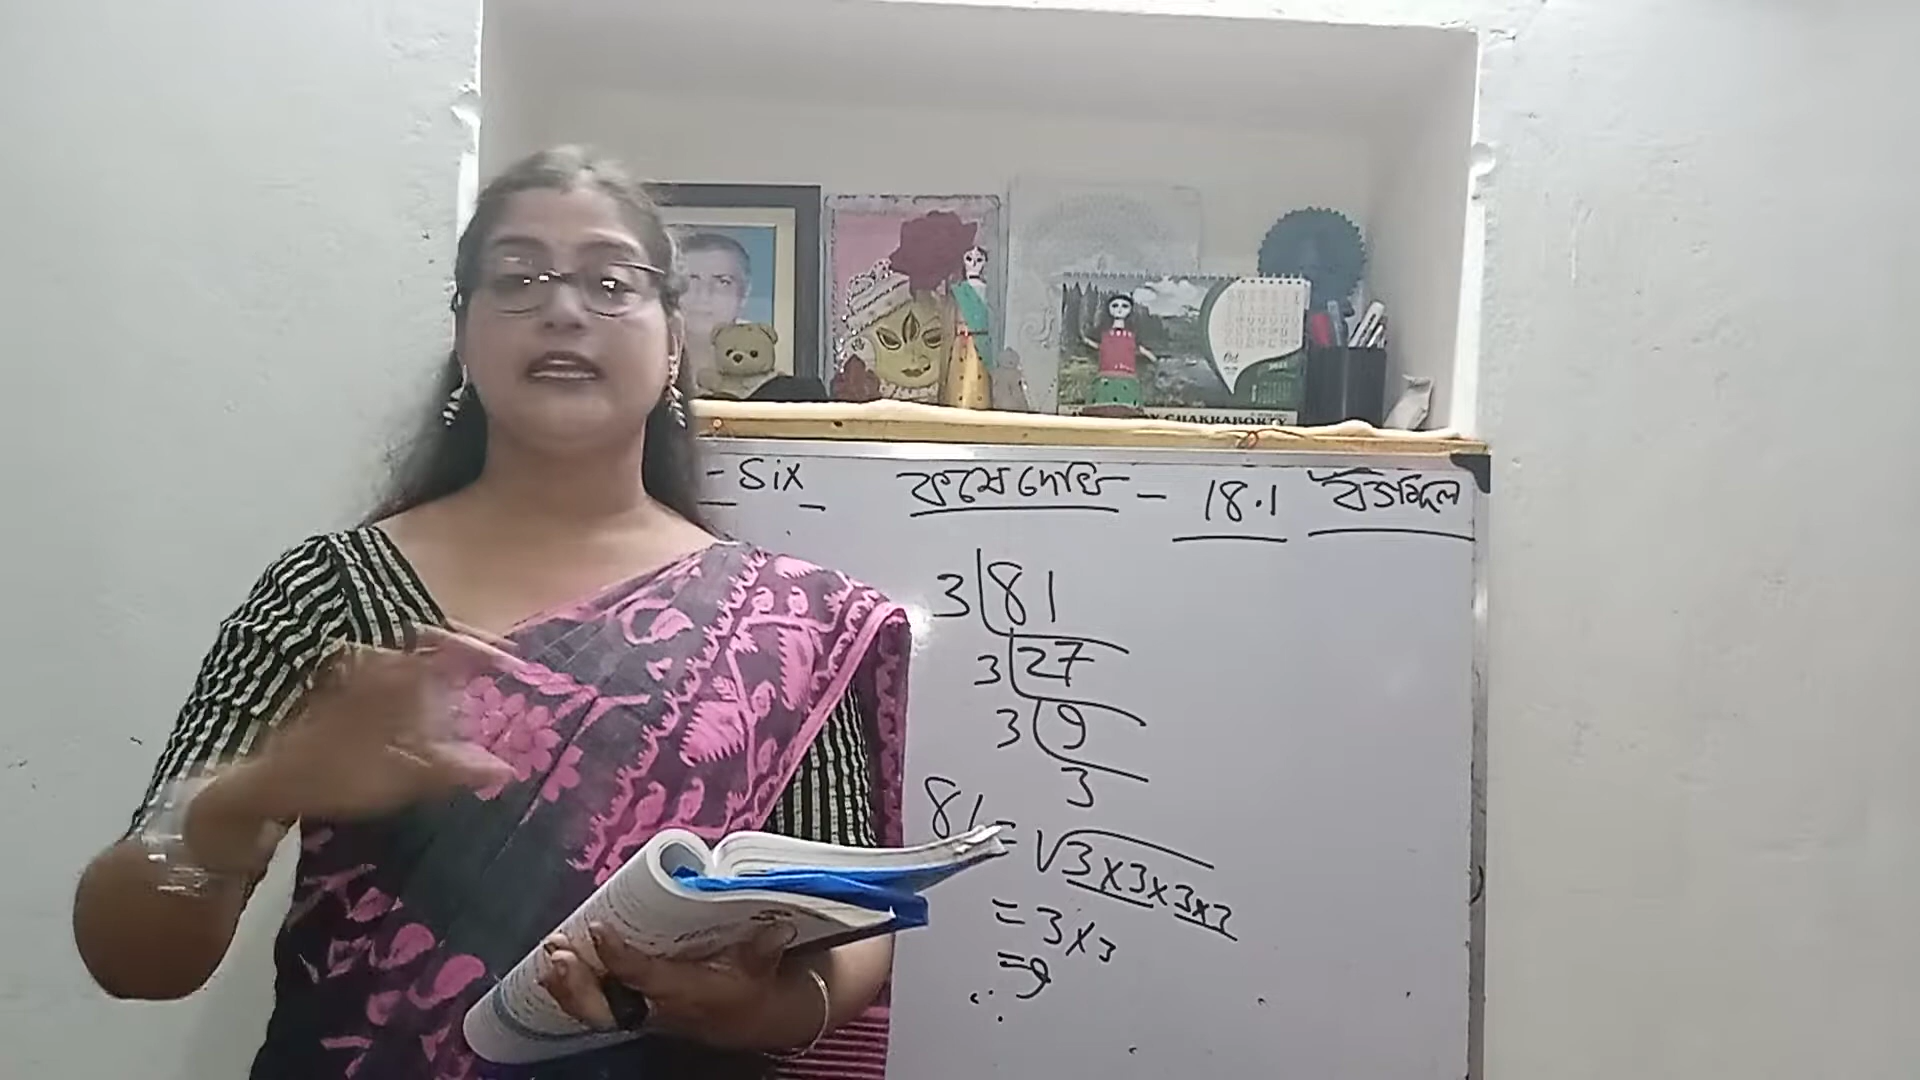 CHAKRABORTY
- Six কষে দেখি - 18.1 বর্গমূল
3 81
3 27
3 9
3
81 = √3×3×3×3
= 3×3
= 9
∴